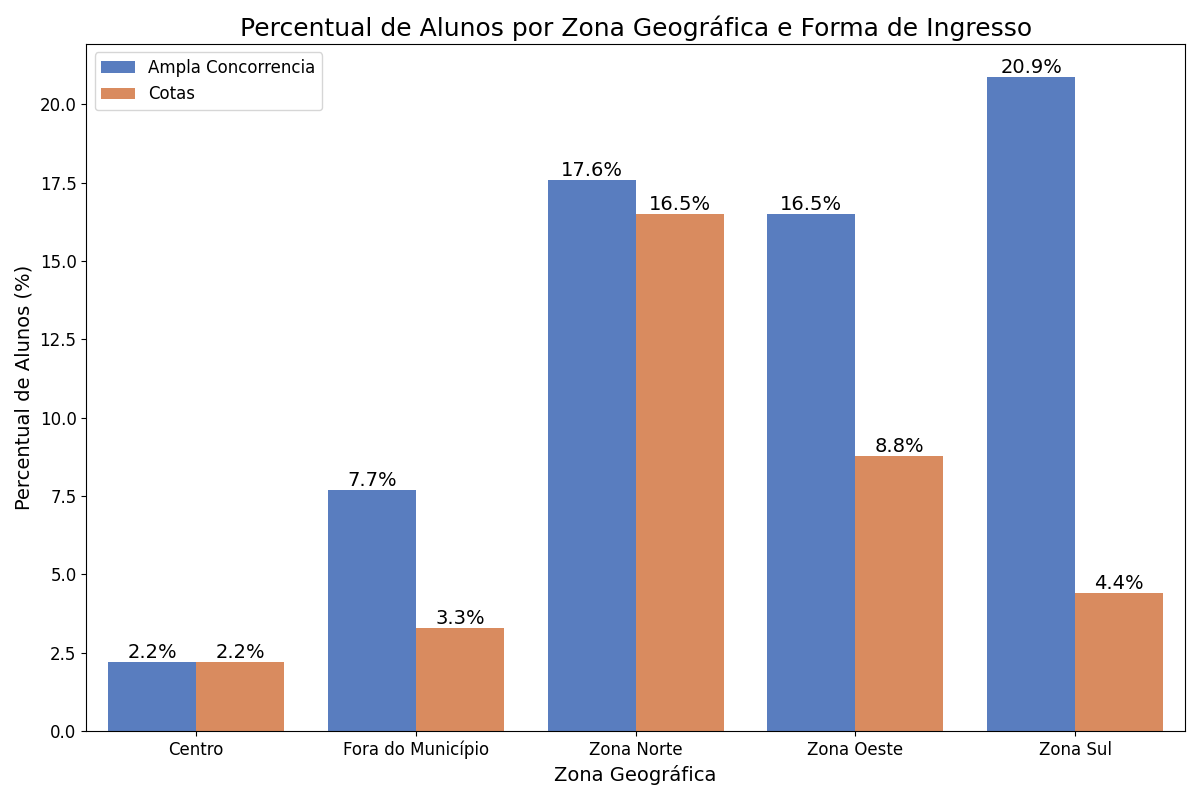 Percentual de Alunos por Zona Geográfica e Forma de Ingresso
Ampla Concorrencia
Cotas
Percentual de Alunos (%)
20.0
17.5
15.0
12.5
10.0
7.5
5.0
2.5
0.0
2.2%
2.2%
7.7%
3.3%
17.6%
16.5%
16.5%
8.8%
20.9%
4.4%
Centro
Fora do Município
Zona Norte
Zona Oeste
Zona Sul
Zona Geográfica